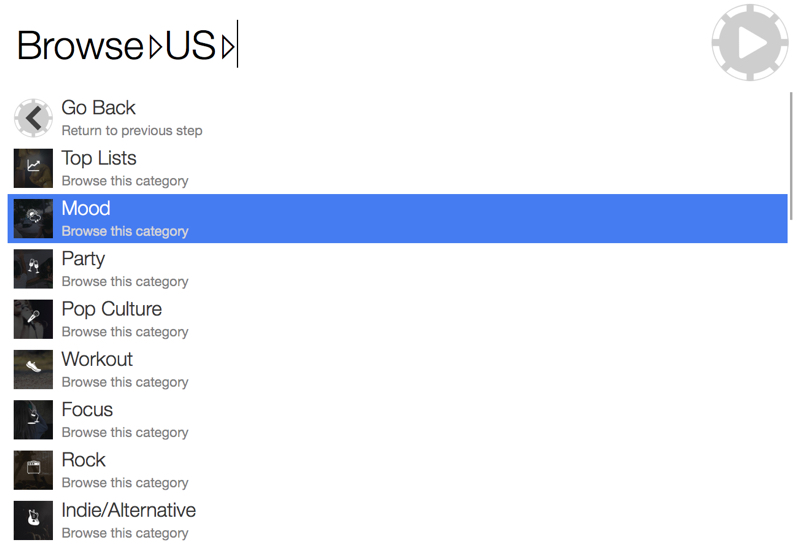 Browse▹US▹
Go Back
Return to previous step
Top Lists
Browse this category
Mood
Browse this category
Party
Browse this category
Pop Culture
Browse this category
Workout
Browse this category
Focus
Browse this category
Rock
Browse this category
Indie/Alternative
Browse this category